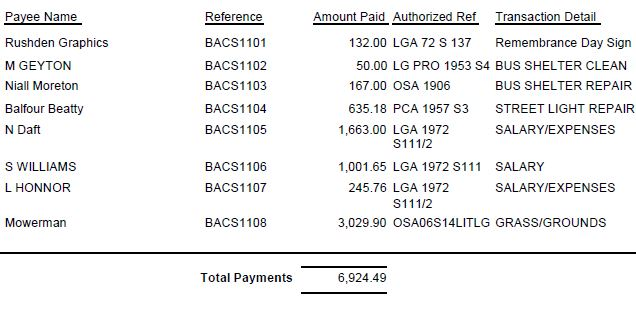 Payee Name Reference Amount Paid Authorized Ref Transaction Detail
Rushden Graphics BACS1101 132.00 LGA 72 S 137 Remembrance Day Sign
M GEYTON BACS1102 50.00 LG PRO 1953 S4 BUS SHELTER CLEAN
Niall Moreton BACS1103 167.00 OSA 1906 BUS SHELTER REPAIR
Balfour Beatty BACS1104 635.18 PCA 1957 S3 STREET LIGHT REPAIR
N Daft BACS1105 1,663.00 LGA 1972 SALARY/EXPENSES
S111/2
S WILLIAMS BACS1106 1,001.65 LGA 1972 S111 SALARY
L HONNOR BACS1107 245.76 LGA 1972 SALARY/EXPENSES
S111/2
Mowerman BACS1108 3,029.90 OSA06S14LITLG GRASS/GROUNDS
Total Payments 6,924.49